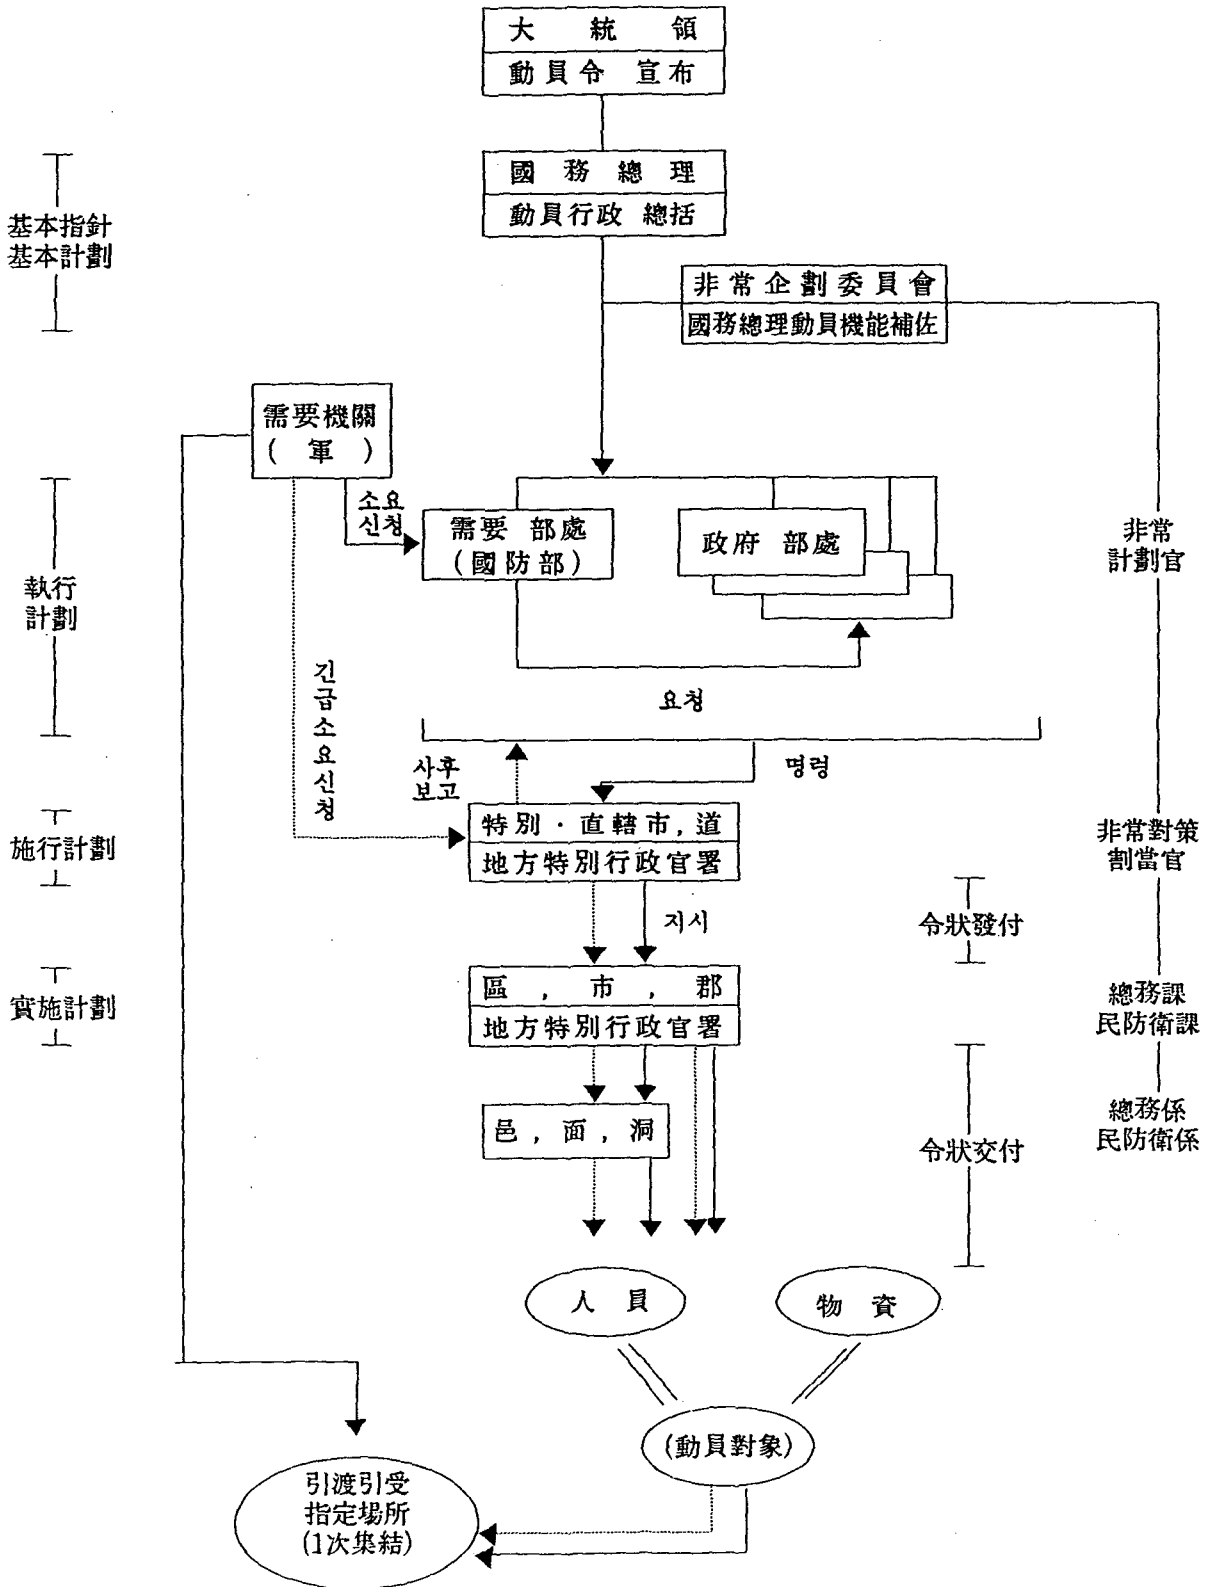 大 統 領
動員令 宣布
國 務 總 理
動員行政 總括
基本指針
基本計劃
非常企劃委員會
國務總理動員機能補佐
需要機關
( 軍 )
소요
신청
需要 部處
(國防部)
政府 部處
非常
計劃官
執行
計劃
긴급소요신청
요청
사후
보고
명령
特別 · 直轄市, 道
地方特別行政官署
施行計劃
非常對策
割當官
지시
令狀發付
區 , 市 , 郡
地方特別行政官署
實施計劃
總務課
民防衛課
邑 , 面 , 洞
總務係
民防衛係
令狀交付
人 員
物 資
(動員對象)
引渡引受
指定場所
(1次集結)